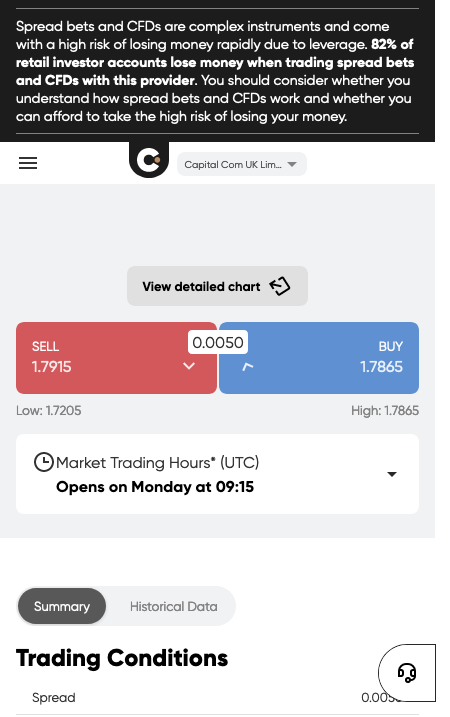 Spread bets and CFDs are complex instruments and come
with a high risk of losing money rapidly due to leverage. 82% of
retail investor accounts lose money when trading spread bets
and CFDs with this provider. You should consider whether you
understand how spread bets and CFDs work and whether you
can afford to take the high risk of losing your money.
Capital Com UK Lim...
View detailed chart
SELL
1.7915
0.0050
BUY
1.7865
Low: 1.7205
High: 1.7865
Market Trading Hours* (UTC)
Opens on Monday at 09:15
Summary
Historical Data
Trading Conditions
Spread